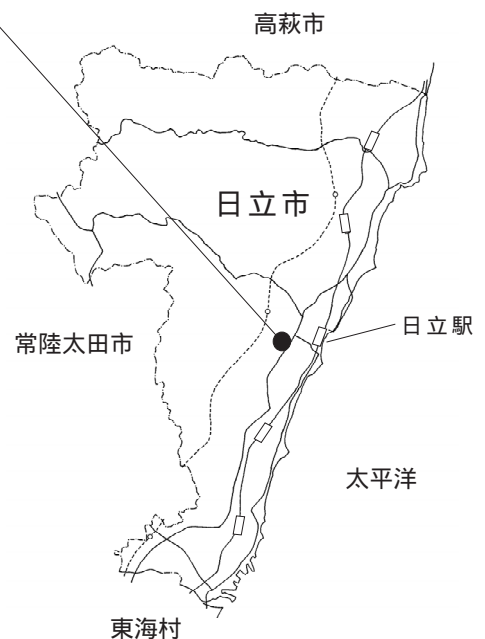 高萩市
日立市
日立駅
常陸太田市
太平洋
東海村